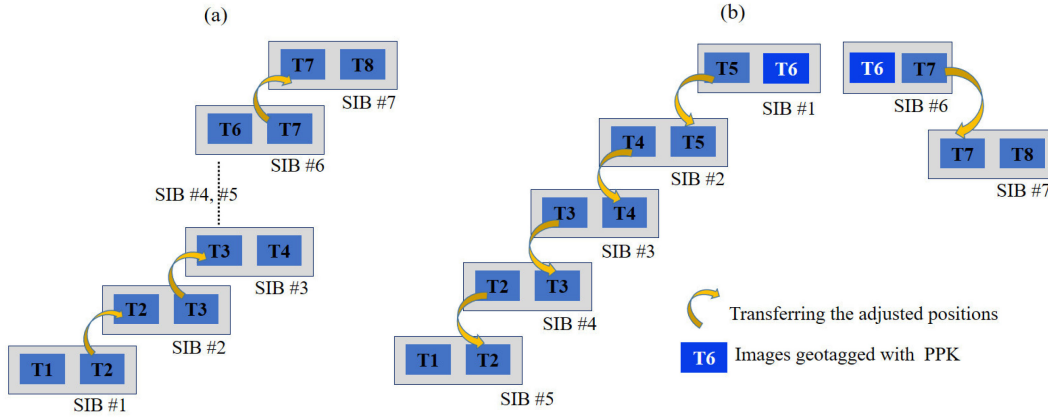 (a)
T7 T8
SIB #7
T6 T7
SIB #6
SIB #4, #5
T3 T4
SIB #3
T2 T3
SIB #2
T1 T2
SIB #1
(b)
T5 T6
SIB #1
T6 T7
SIB #6
T4 T5
SIB #2
T7 T8
SIB #7
T3 T4
SIB #3
T2 T3
SIB #4
T1 T2
SIB #5
Transferring the adjusted positions
T6 Images geotagged with PPK